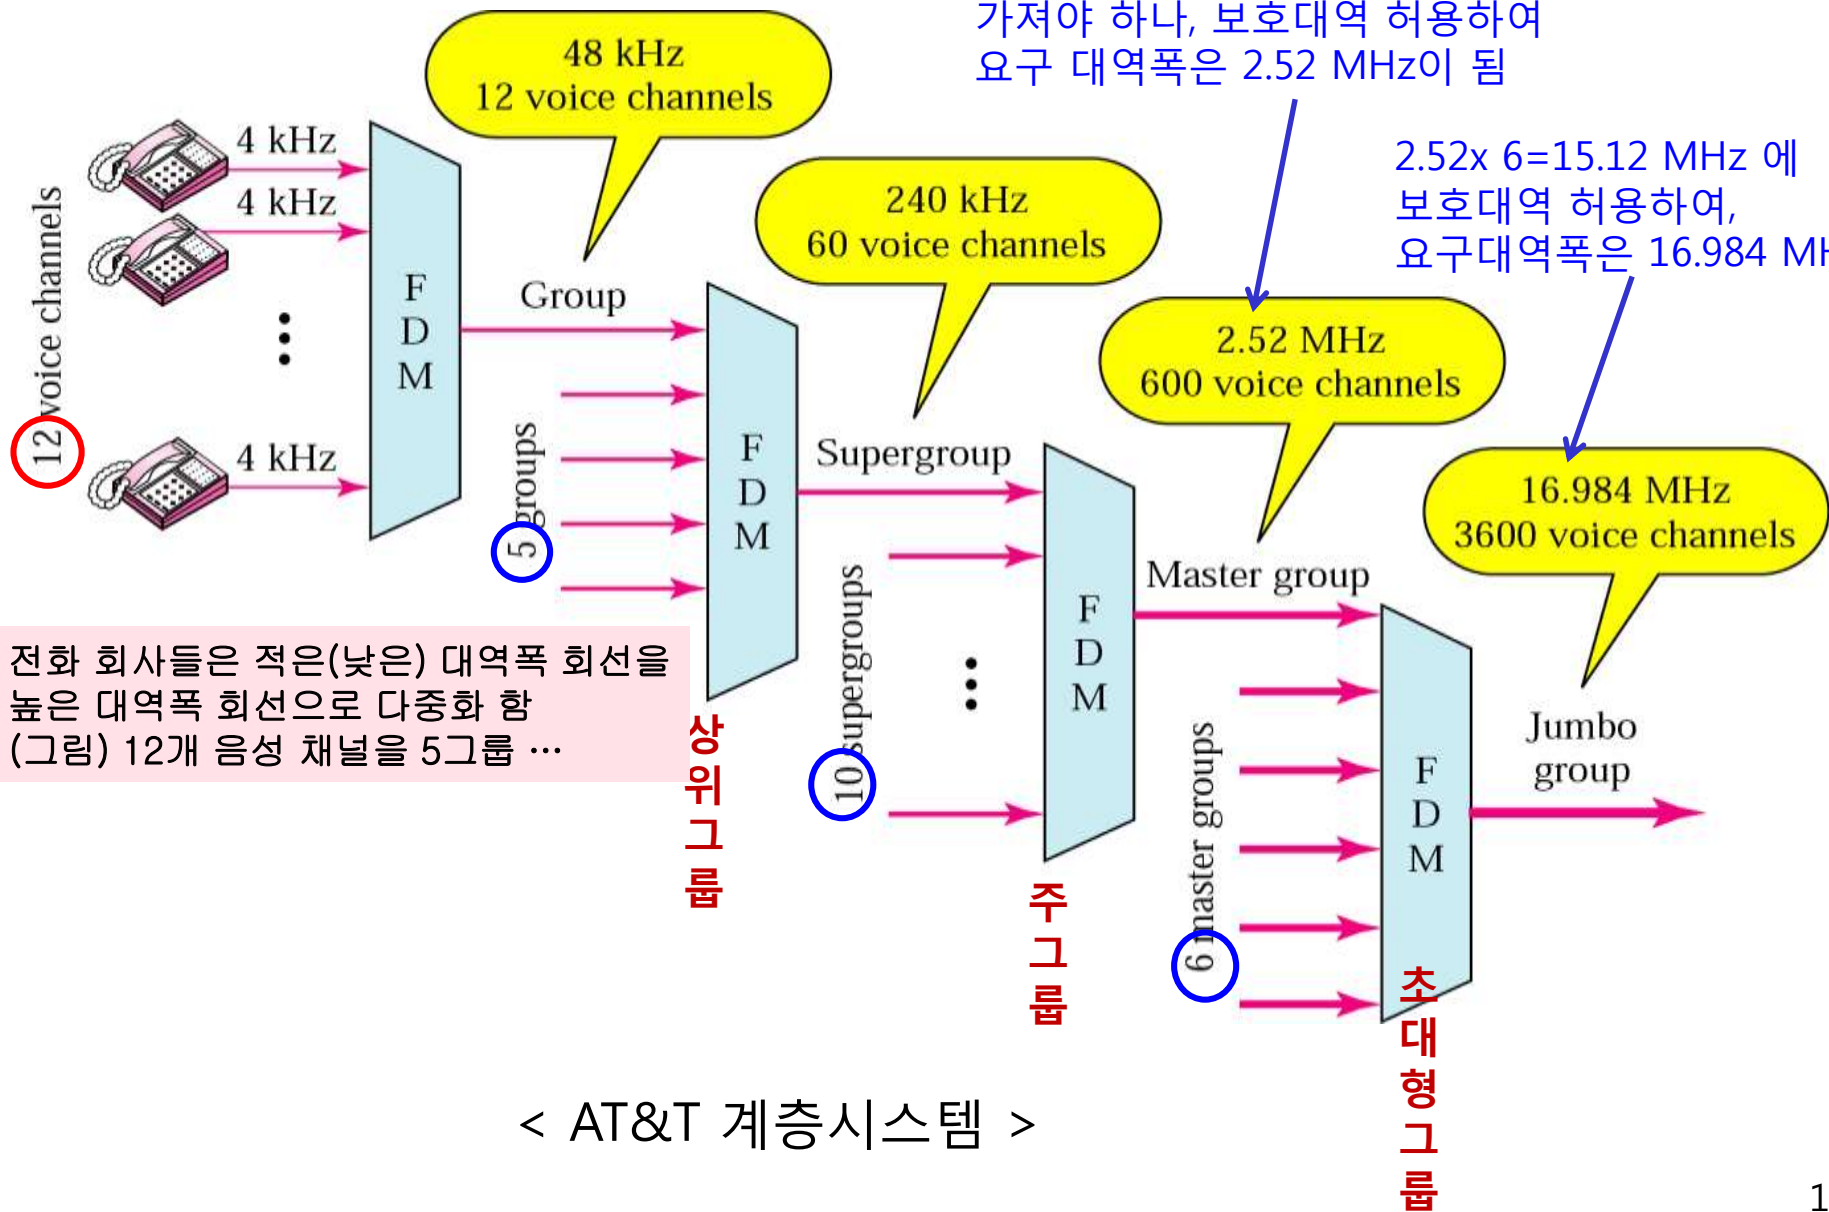 가져야 하나, 보호대역 허용하여
요구 대역폭은 2.52 MHz이 됨
2.52x 6=15.12 MHz 에
보호대역 허용하여,
요구대역폭은 16.984 MH
48 kHz
12 voice channels
240 kHz
60 voice channels
2.52 MHz
600 voice channels
16.984 MHz
3600 voice channels
12 voice channels
4 kHz
4 kHz
4 kHz
FDM
Group
5 groups
FDM
Supergroup
10 supergroups
FDM
Master group
6 master groups
FDM
Jumbo
group
전화 회사들은 적은(낮은) 대역폭 회선을
높은 대역폭 회선으로 다중화 함
(그림) 12개 음성 채널을 5그룹 …
상위그룹
주그룹
초대형그룹
< AT&T 계층시스템 >
1